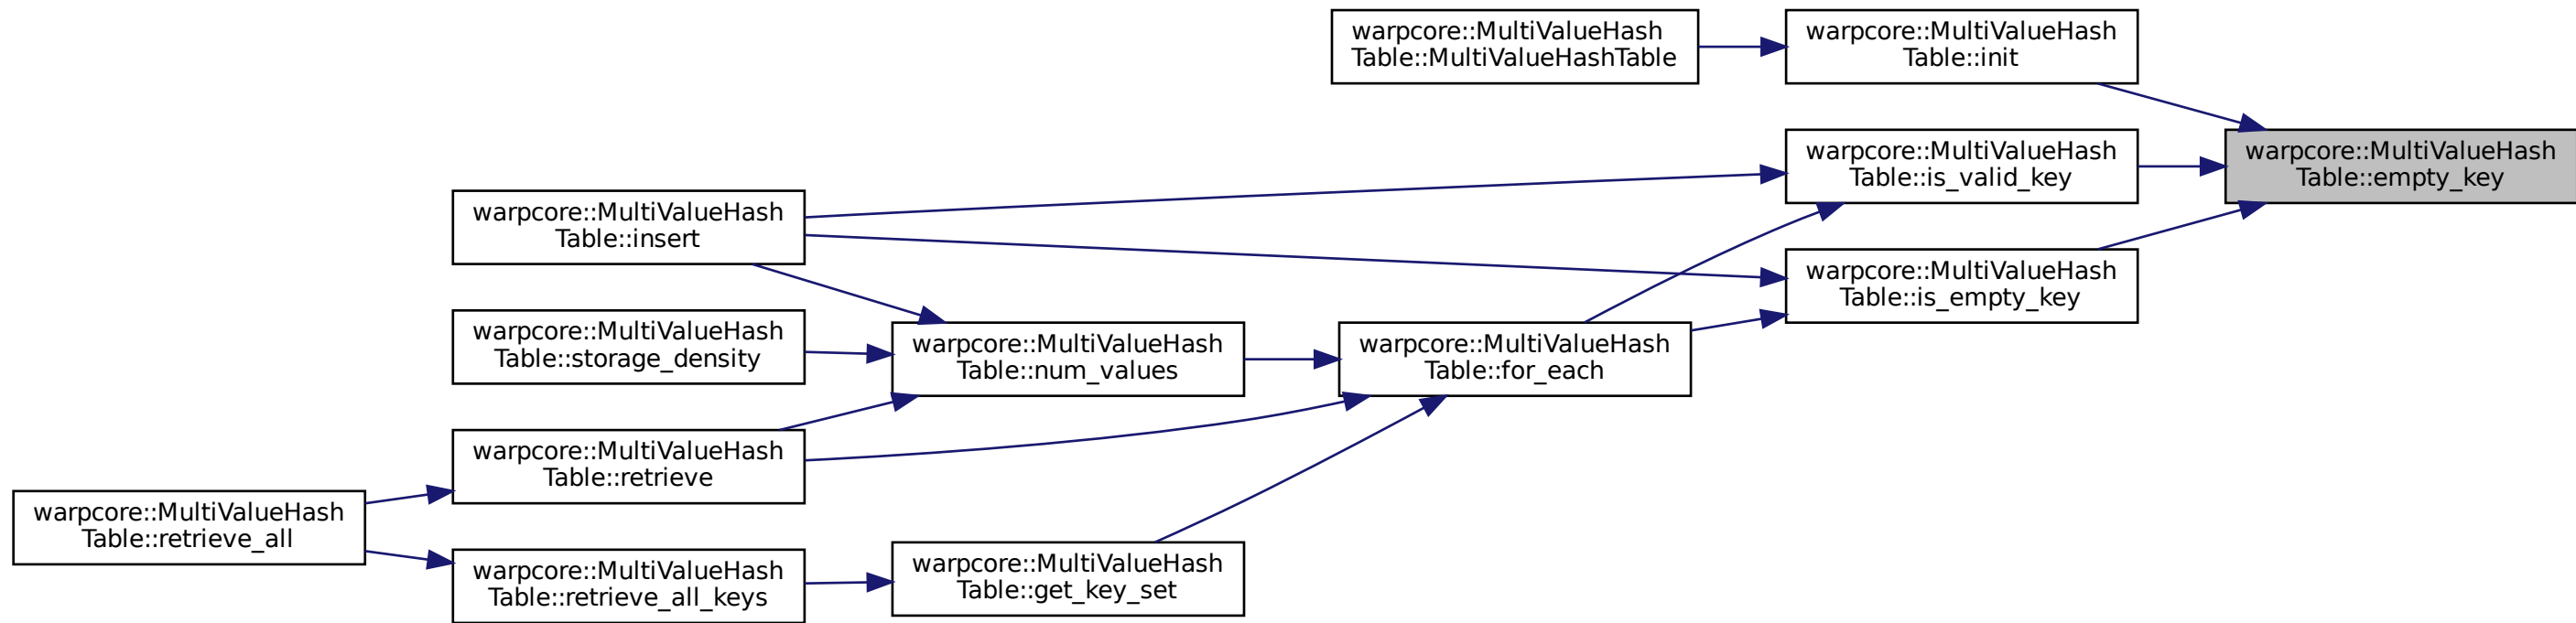 warpcore::MultiValueHash
Table::MultiValueHashTable
warpcore::MultiValueHash
Table::init
warpcore::MultiValueHash
Table::is_valid_key
warpcore::MultiValueHash
Table::empty_key
warpcore::MultiValueHash
Table::insert
warpcore::MultiValueHash
Table::is_empty_key
warpcore::MultiValueHash
Table::storage_density
warpcore::MultiValueHash
Table::num_values
warpcore::MultiValueHash
Table::for_each
warpcore::MultiValueHash
Table::retrieve
warpcore::MultiValueHash
Table::retrieve_all
warpcore::MultiValueHash
Table::retrieve_all_keys
warpcore::MultiValueHash
Table::get_key_set